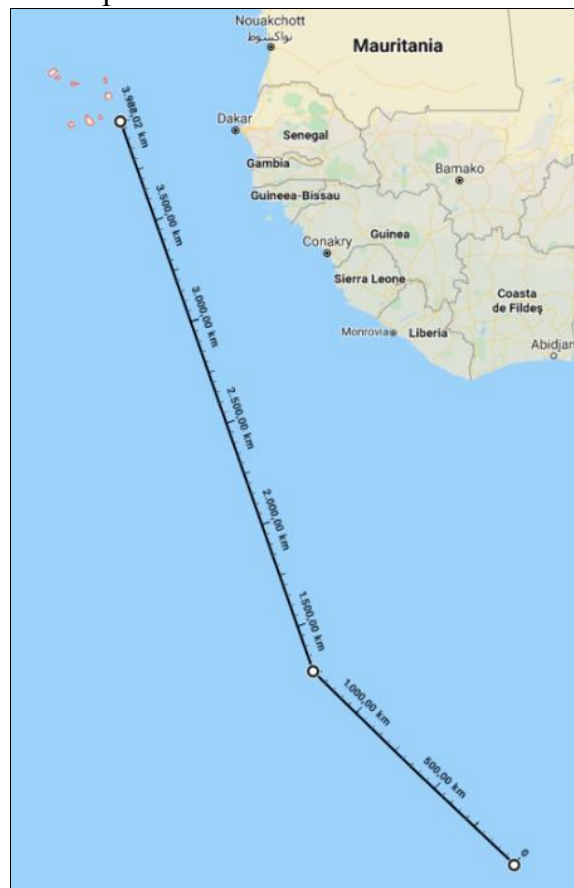 Nouakchott
نواكشوط
Mauritania
3.988,02 km
Dakar
Senegal
Gambia
Bamako
Guineea-Bissau
3.500,00 km
Guinea
Conakry
Sierra Leone
Coasta
de Fildeş
3.000,00 km
Monrovia
Liberia
Abidjan
2.500,00 km
2.000,00 km
1.500,00 km
1.000,00 km
500,00 km
0